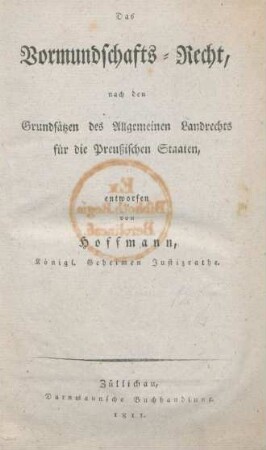 Das
Vormundschafts-Recht,
nach den
Grundsätzen des Allgemeinen Landrechts
für die Preußischen Staaten,
entworfen
von
Hoffmann,
Königl. Geheimen Justizrathe.
Züllichau,
Darnmannsche Buchhandlung.